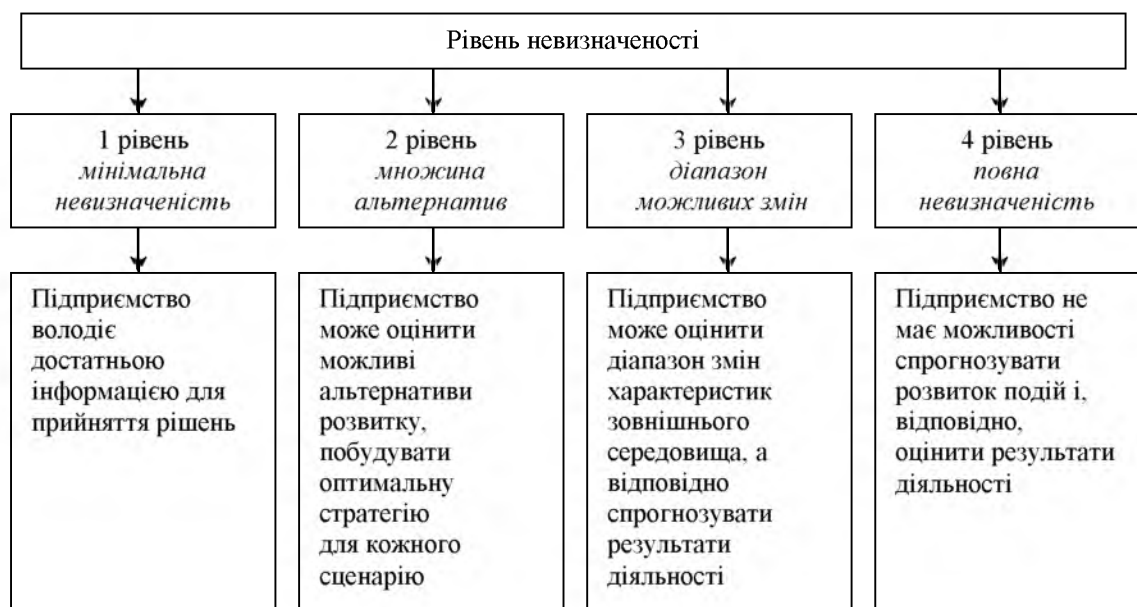 Рівень невизначеності
1 рівень
мінімальна
невизначеність
2 рівень
множина
альтернатив
3 рівень
діапазон
можливих змін
4 рівень
повна
невизначеність
Підприємство
володіє
достатньою
інформацією для
прийняття рішень
Підприємство
може оцінити
можливі
альтернативи
розвитку,
побудувати
оптимальну
стратегію
для кожного
сценарію
Підприємство
може оцінити
діапазон змін
характеристик
зовнішнього
середовища, а
відповідно
спрогнозувати
результати
діяльності
Підприємство не
має можливості
спрогнозувати
розвиток подій і,
відповідно,
оцінити результати
діяльності